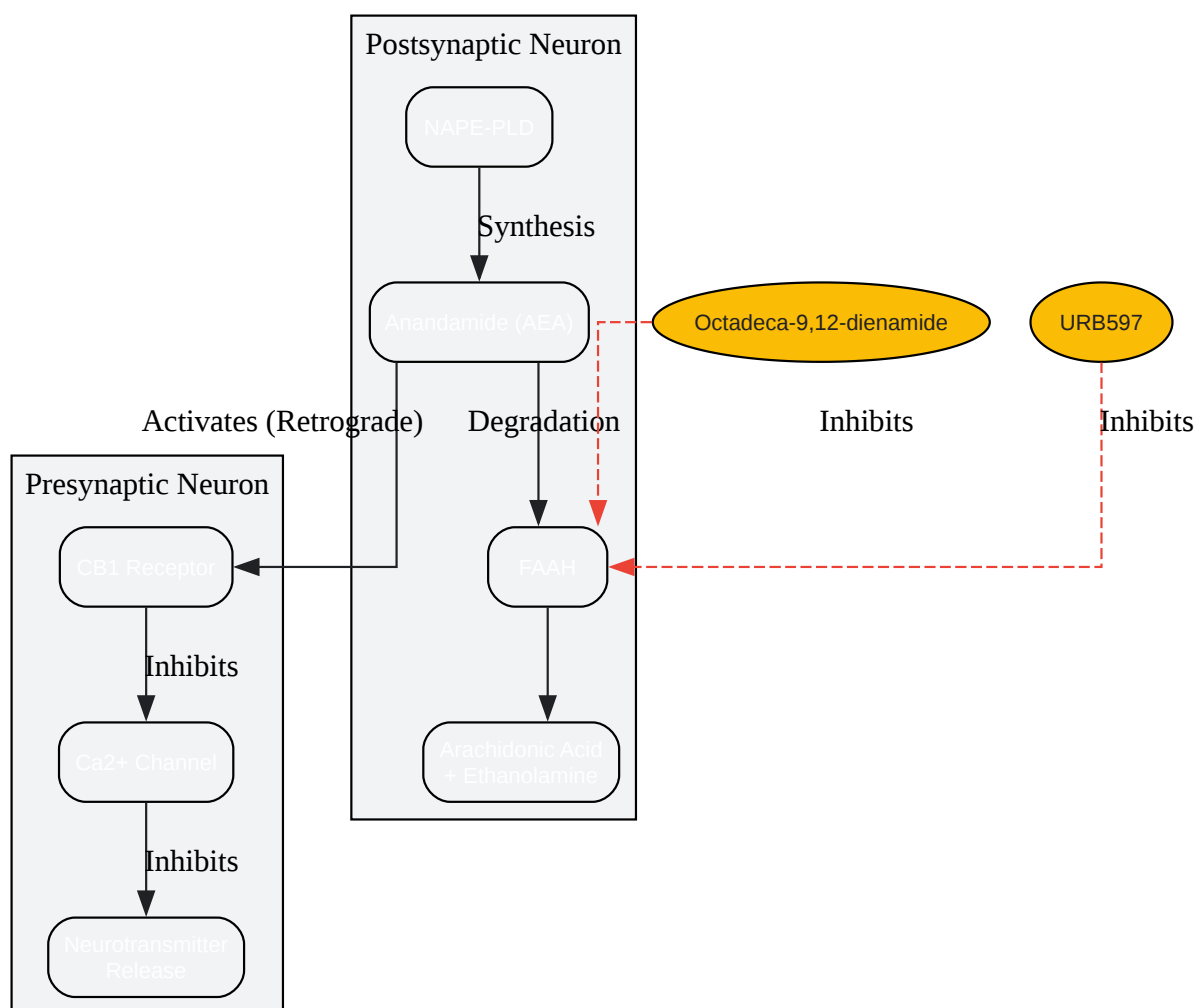 Postsynaptic Neuron
NAPE-PLD
Synthesis
Anandamide (AEA)
Octadeca-9,12-dienamide
URB597
Activates (Retrograde)
Degradation
Inhibits
Inhibits
Presynaptic Neuron
CB1 Receptor
FAAH
Inhibits
Ca2+ Channel
Arachidonic Acid
+ Ethanolamine
Inhibits
Neurotransmitter
Release